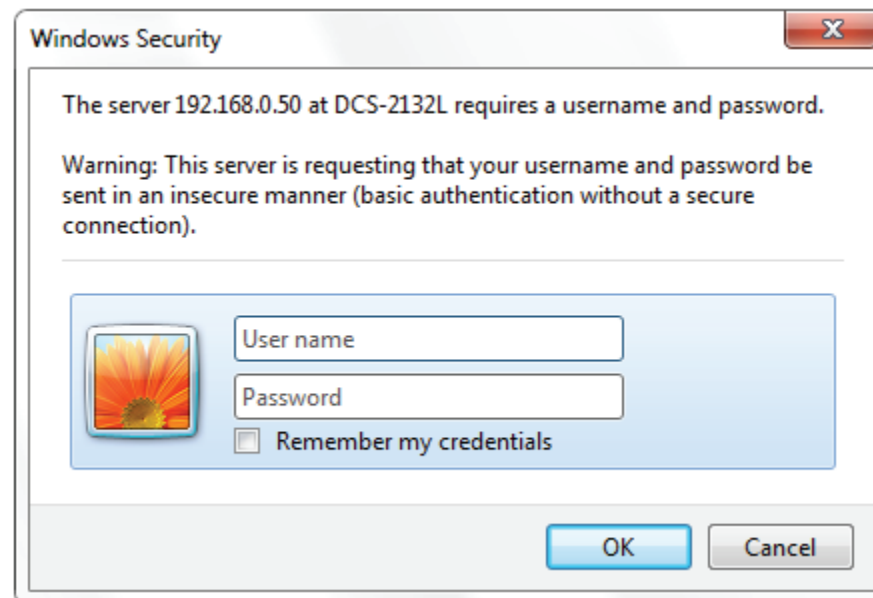 Windows Security
The server 192.168.0.50 at DCS-2132L requires a username and password.
Warning: This server is requesting that your username and password be
sent in an insecure manner (basic authentication without a secure
connection).
User name
Password
Remember my credentials
OK
Cancel